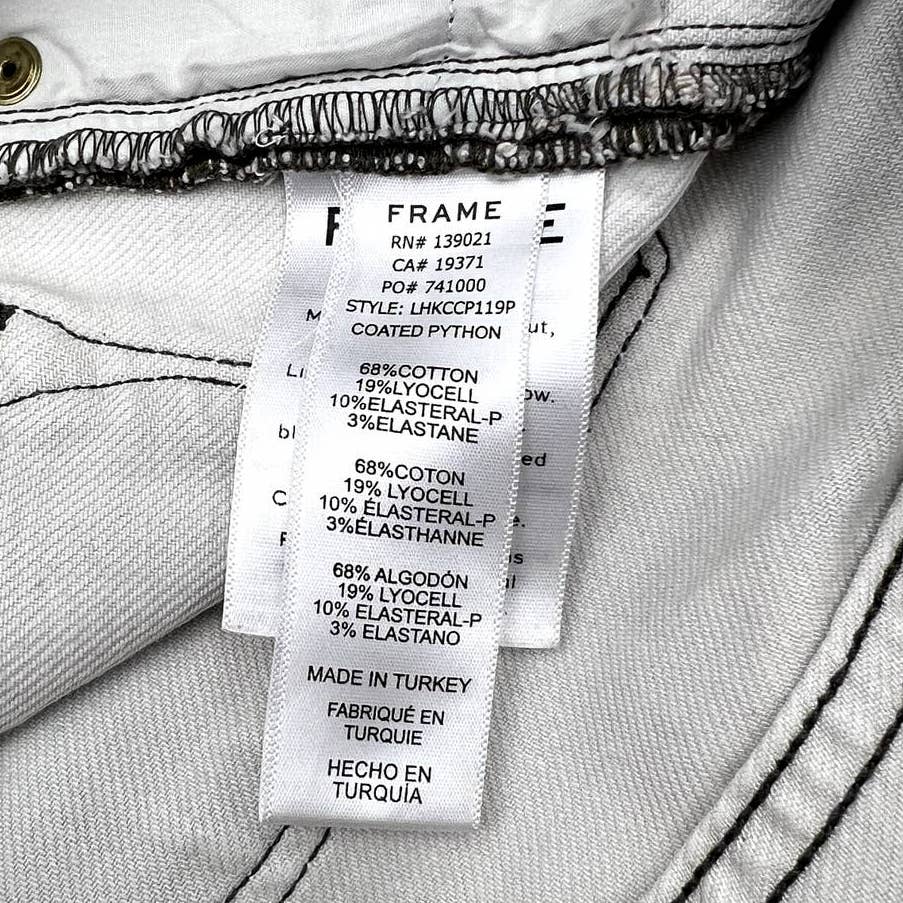 FRAME
RN# 139021
CA# 19371
PO# 741000
STYLE: LHKCCP119P
COATED PYTHON
68%COTTON
19%LYOCELL
10%ELASTERAL-P
3%ELASTANE
68%COTON
19% LYOCELL
10% ÉLASTERAL-P
3%ÉLASTHANNE
68% ALGODÓN
19% LYOCELL
10% ELASTERAL-P
3% ELASTANO
MADE IN TURKEY
FABRIQUÉ EN
TURQUIE
HECHO EN
TURQUÍA